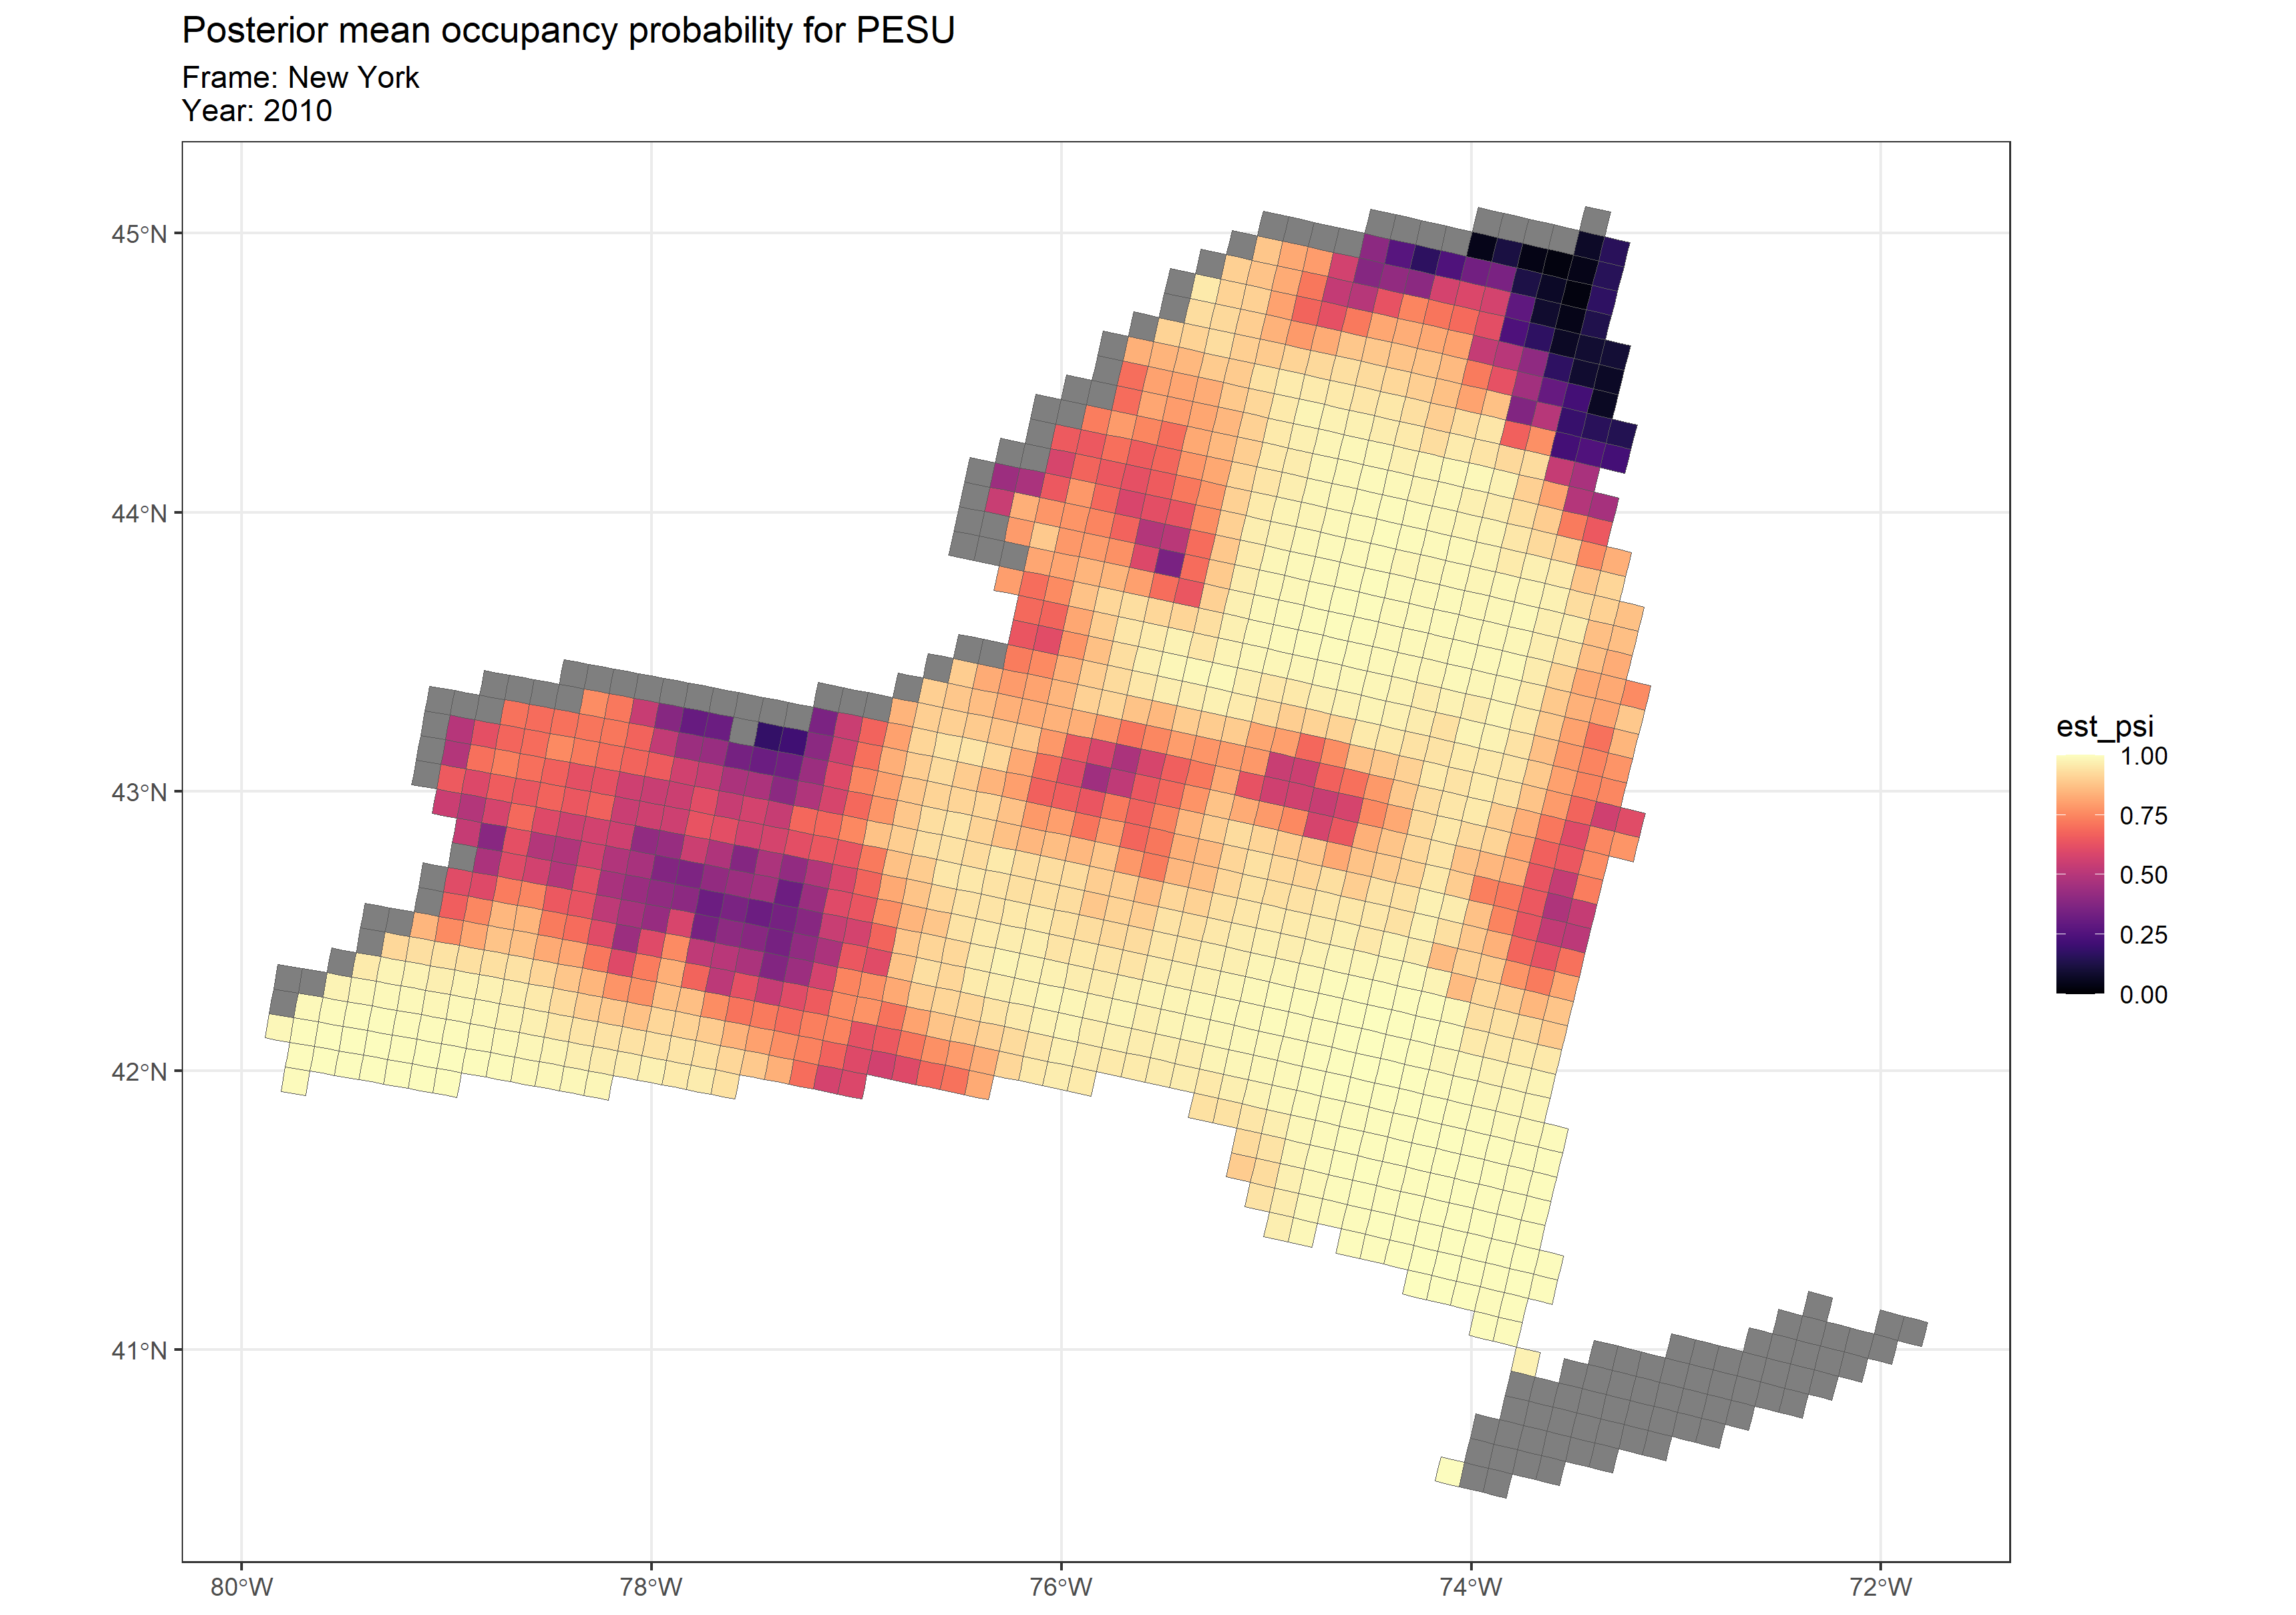 Posterior mean occupancy probability for PESU
Frame: New York
Year: 2010
45°N
44°N
43°N
42°N
41°N
80°W
78°W
76°W
74°W
72°W
est_psi
1.00
0.75
0.50
0.25
0.00